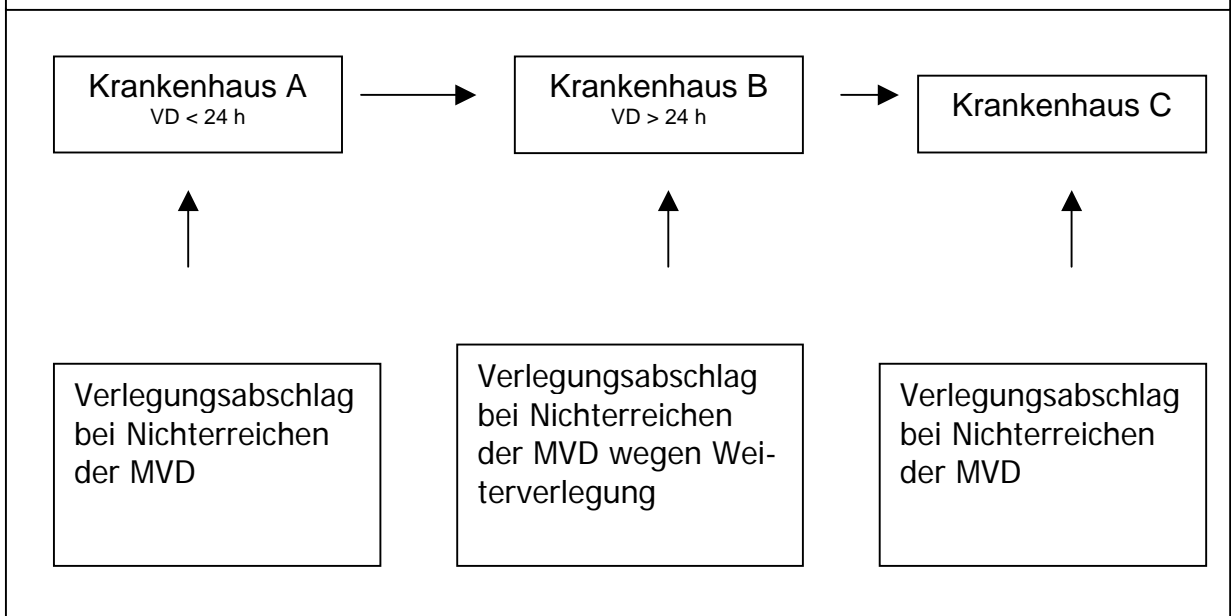 Krankenhaus A
VD < 24 h
Krankenhaus B
VD > 24 h
Krankenhaus C
Verlegungsabschlag
bei Nichterreichen
der MVD
Verlegungsabschlag
bei Nichterreichen
der MVD wegen Wei-
terverlegung
Verlegungsabschlag
bei Nichterreichen
der MVD